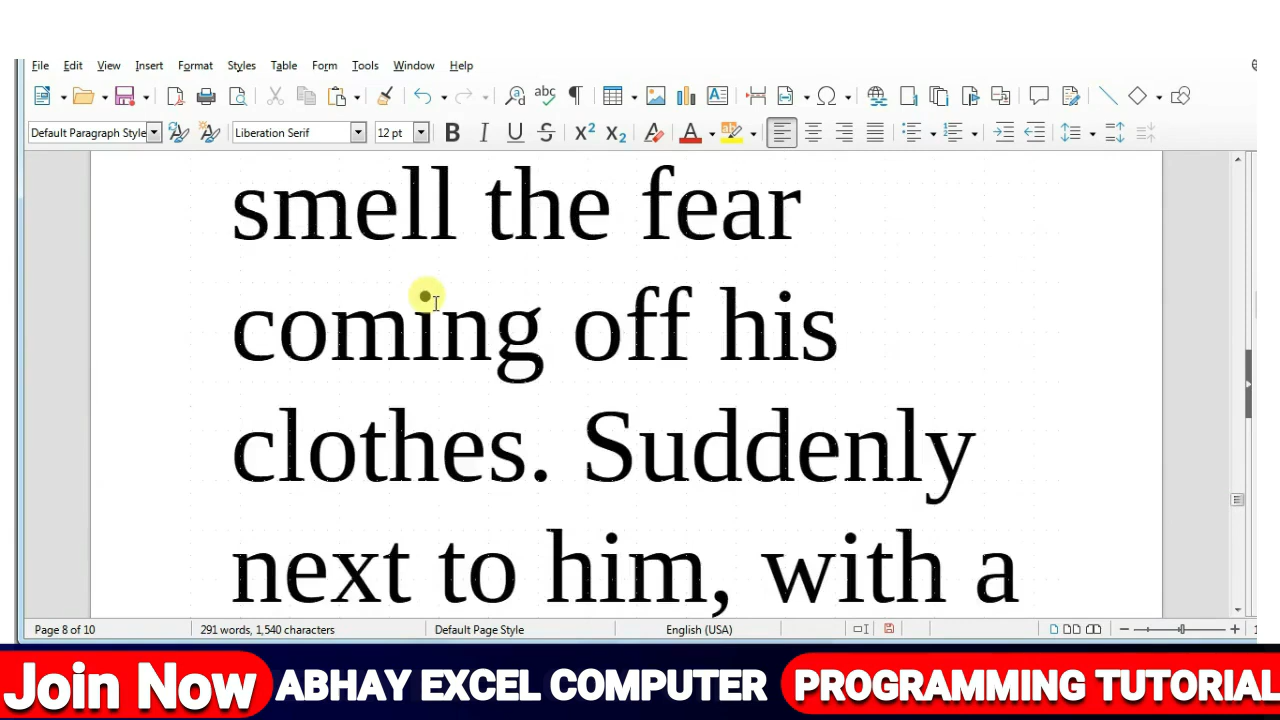 File Edit View Insert Format Styles Table Form Tools Window Help
Default Paragraph Style Liberation Serif 12 pt
smell the fear
coming off his
clothes. Suddenly
next to him, with a
Page 8 of 10 291 words, 1,540 characters Default Page Style English (USA)
Join Now ABHAY EXCEL COMPUTER PROGRAMMING TUTORIAL